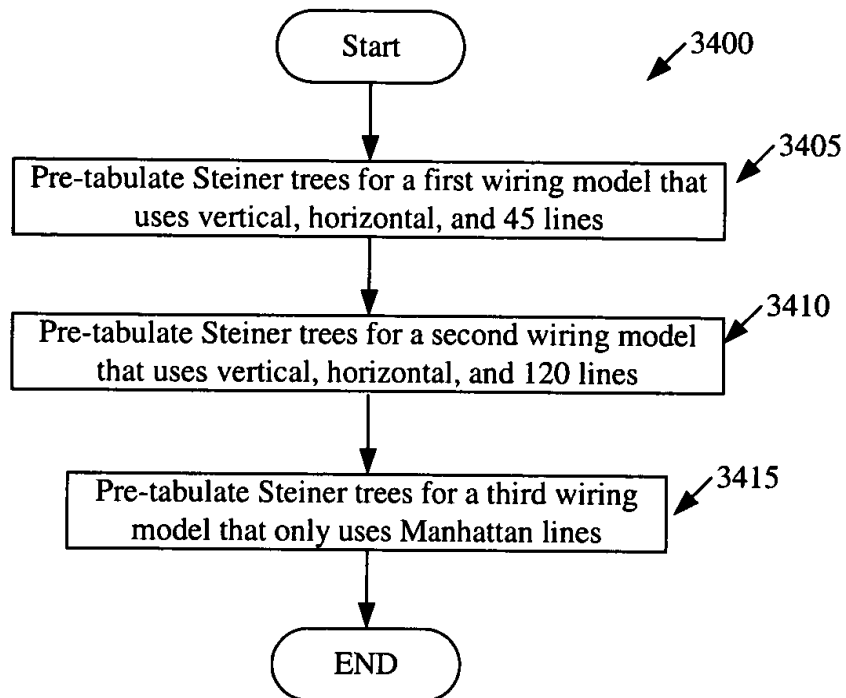 Start
3400
3405
Pre-tabulate Steiner trees for a first wiring model that
uses vertical, horizontal, and 45 lines
3410
Pre-tabulate Steiner trees for a second wiring model
that uses vertical, horizontal, and 120 lines
3415
Pre-tabulate Steiner trees for a third wiring
model that only uses Manhattan lines
END